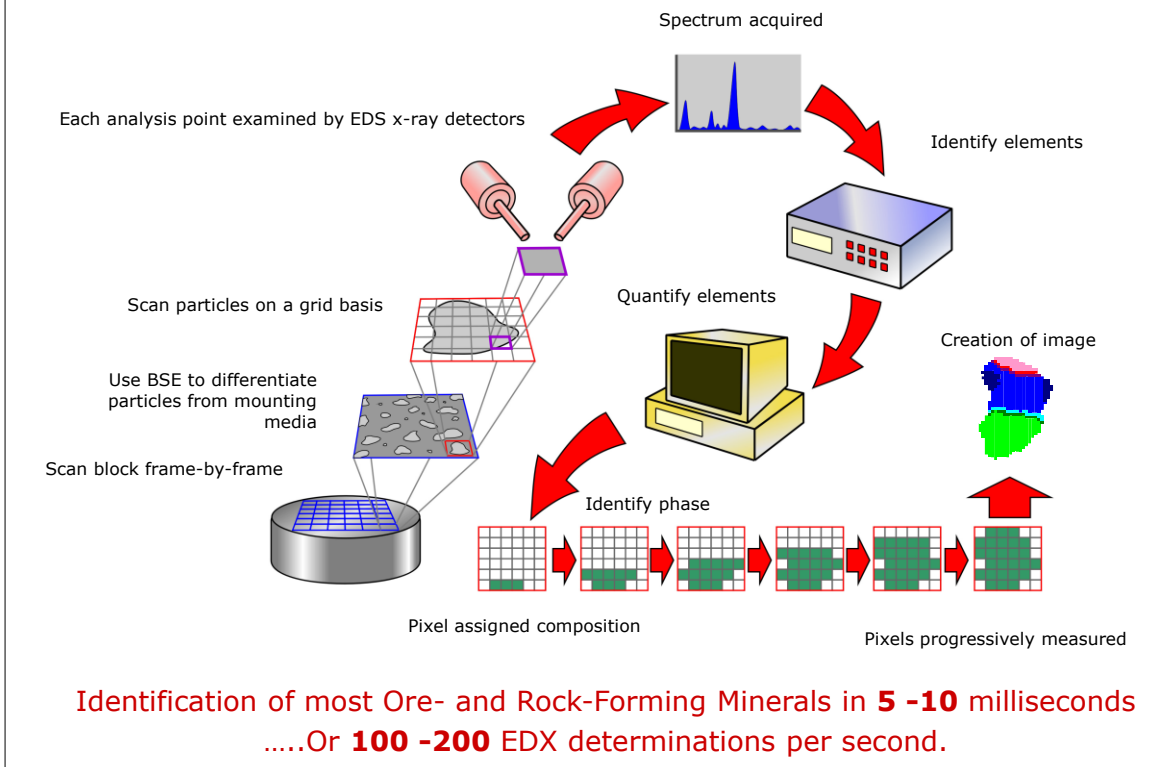 Spectrum acquired
Each analysis point examined by EDS x-ray detectors
Identify elements
Scan particles on a grid basis
Quantify elements
Creation of image
Use BSE to differentiate
particles from mounting
media
Scan block frame-by-frame
Identify phase
Pixel assigned composition
Pixels progressively measured
Identification of most Ore- and Rock-Forming Minerals in 5 -10 milliseconds
…..Or 100 -200 EDX determinations per second.